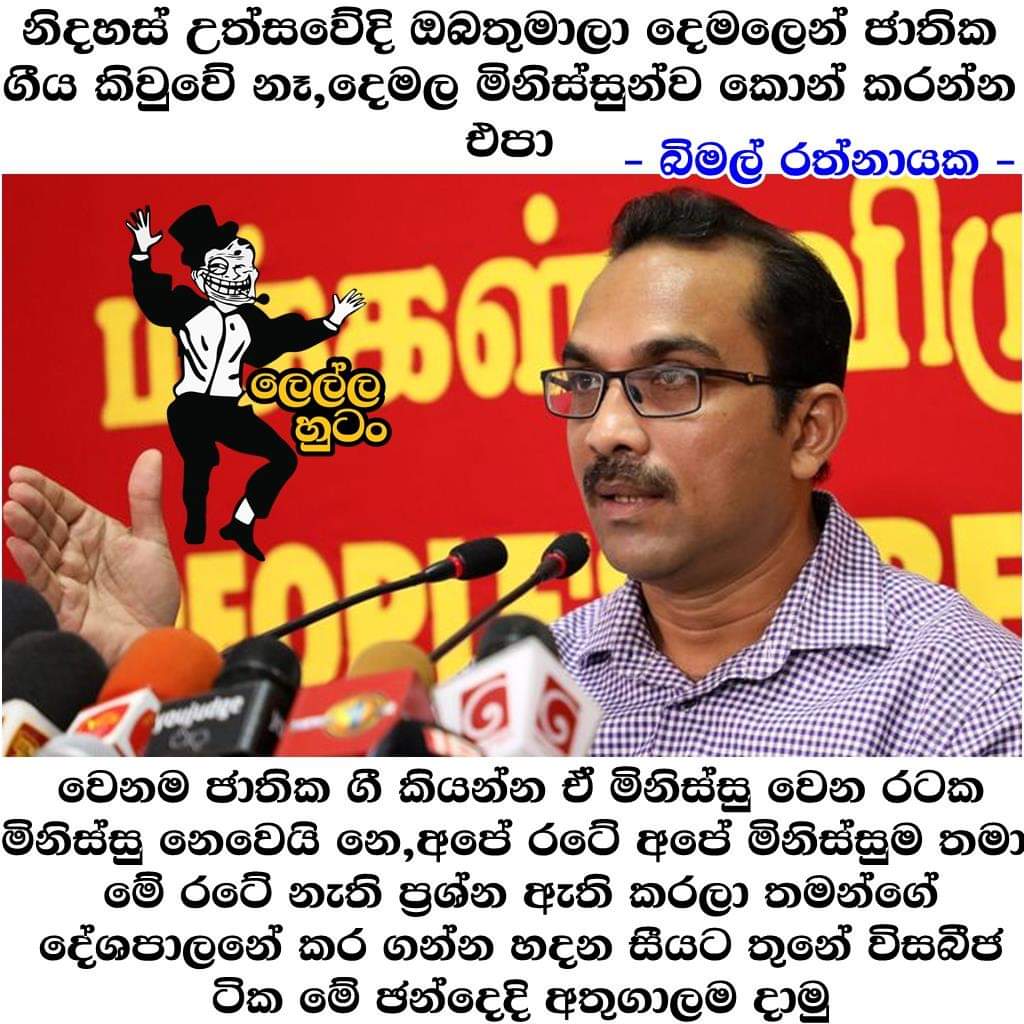 නිදහස් උත්සවේදි ඔබතුමාලා දෙමලෙන් ජාතික
ගීය කිවුවේ නෑ,දෙමල මිනිස්සුන්ව කොන් කරන්න
එපා
- බිමල් රත්නායක -
ලෙල්ල
හුටං
youjudge
වෙනම ජාතික ගී කියන්න ඒ මිනිස්සු වෙන රටක
මිනිස්සු නෙවෙයි නෙ,අපේ රටේ අපේ මිනිස්සුම තමා
මේ රටේ නැති ප්‍රශ්න ඇති කරලා තමන්ගේ
දේශපාලනේ කර ගන්න හදන සීයට තුනේ විසබීජ
ටික මේ ඡන්දෙදි අතුගාලම දාමු